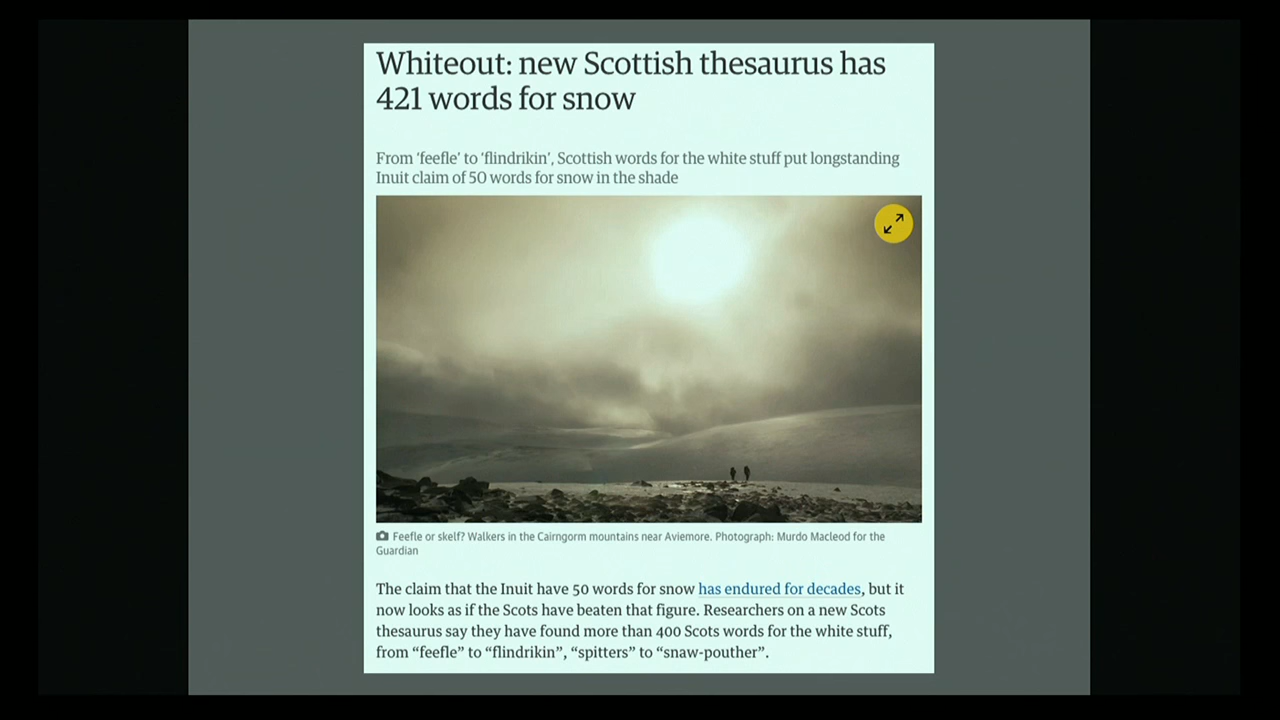 Whiteout: new Scottish thesaurus has
421 words for snow
From ‘feefle’ to ‘flindrikin’, Scottish words for the white stuff put longstanding
Inuit claim of 50 words for snow in the shade
Feefle or skelf? Walkers in the Cairngorm mountains near Aviemore. Photograph: Murdo Macleod for the
Guardian
The claim that the Inuit have 50 words for snow has endured for decades, but it
now looks as if the Scots have beaten that figure. Researchers on a new Scots
thesaurus say they have found more than 400 Scots words for the white stuff,
from “feefle” to “flindrikin”, “spitters” to “snaw-pouther”.